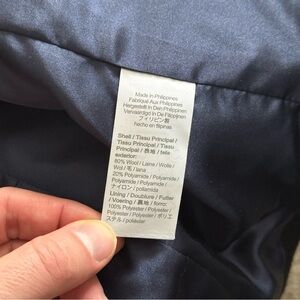 Made In Philippines
Fabriqué Aux Philippines
Hergestellt In Den Philippinen
Vervaardigd In De Filippijnen
フィリピン製
hecho en filipinas
Shell / Tissu Principal /
Tissu Principal / Tissu
Principal / 表地 / tela
exterior:
80% Wool / Laine / Wolle /
Wol / 毛 / lana
20% Polyamide / Polyamide /
Polyamid / Polyamide /
ナイロン / poliamida
Lining / Doublure / Futter
/ Voering / 裏地 / forro:
100% Polyester / Polyester /
Polyester / Polyester / ポリエ
ステル / poliéster